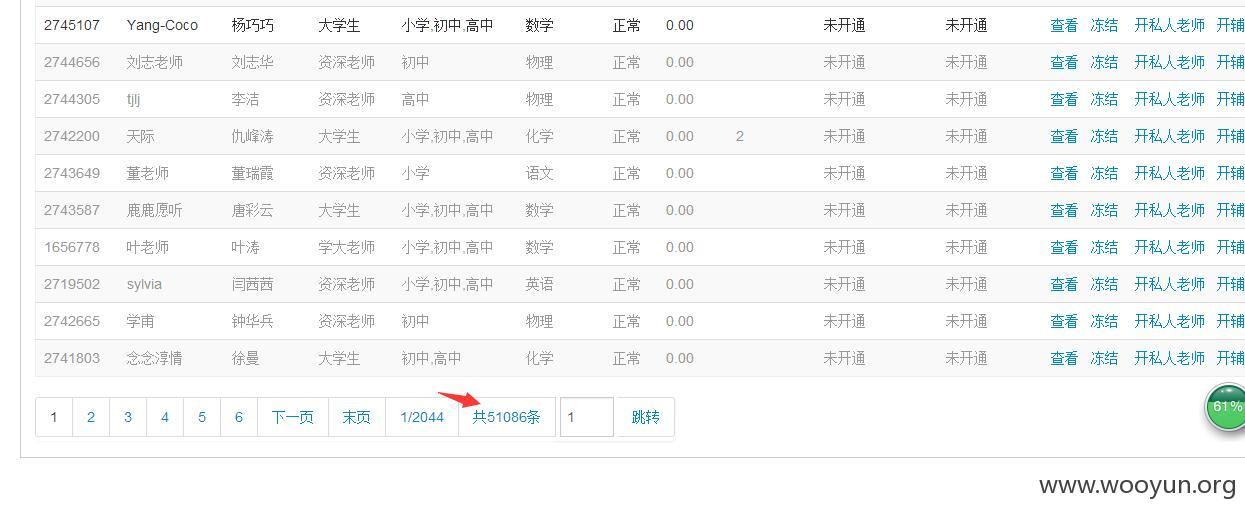 2745107 Yang-Coco 杨巧巧 大学生 小学,初中,高中 数学 正常 0.00 未开通 未开通 查看 冻结 开私人老师 开辅
2744656 刘志老师 刘志华 资深老师 初中 物理 正常 0.00 未开通 未开通 查看 冻结 开私人老师 开辅
2744305 tjlj 李洁 资深老师 高中 物理 正常 0.00 未开通 未开通 查看 冻结 开私人老师 开辅
2742200 天际 仇峰涛 大学生 小学,初中,高中 化学 正常 0.00 2 未开通 未开通 查看 冻结 开私人老师 开辅
2743649 董老师 董瑞霞 资深老师 小学 语文 正常 0.00 未开通 未开通 查看 冻结 开私人老师 开辅
2743587 鹿鹿愿听 唐彩云 大学生 小学,初中,高中 数学 正常 0.00 未开通 未开通 查看 冻结 开私人老师 开辅
1656778 叶老师 叶涛 学大老师 小学,初中,高中 数学 正常 0.00 未开通 未开通 查看 冻结 开私人老师 开辅
2719502 sylvia 闫茜茜 资深老师 小学,初中,高中 英语 正常 0.00 未开通 未开通 查看 冻结 开私人老师 开辅
2742665 学甫 钟华兵 资深老师 初中 物理 正常 0.00 未开通 未开通 查看 冻结 开私人老师 开辅
2741803 念念淳情 徐曼 大学生 初中,高中 化学 正常 0.00 未开通 未开通 查看 冻结 开私人老师 开辅
1 2 3 4 5 6 下一页 末页 1/2044 共51086条 1 跳转
61%
www.wooyun.org